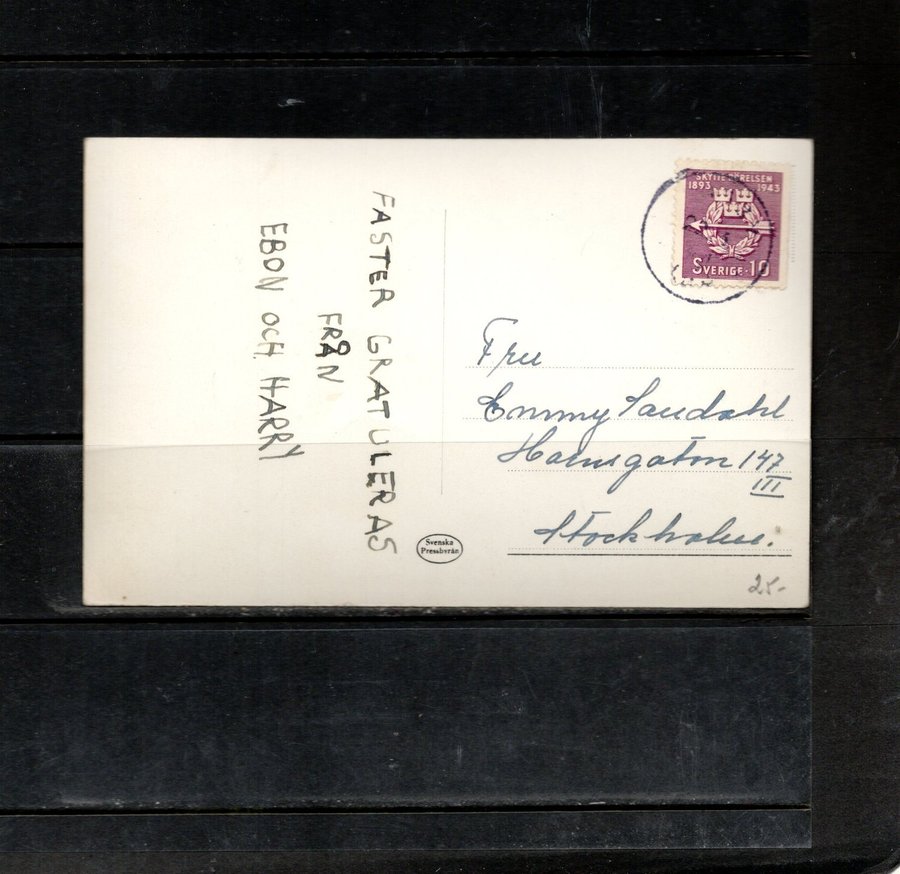 FASTER GRATULERAS
FRÅN
EBON OCH HARRY
SKYTTERÖRELSEN
1893 1943
SVERIGE·10
Fru
Emmy Sandahl
Hornsgatan 147
III
Stockholm.
Svenska
Pressbyrån
25.-